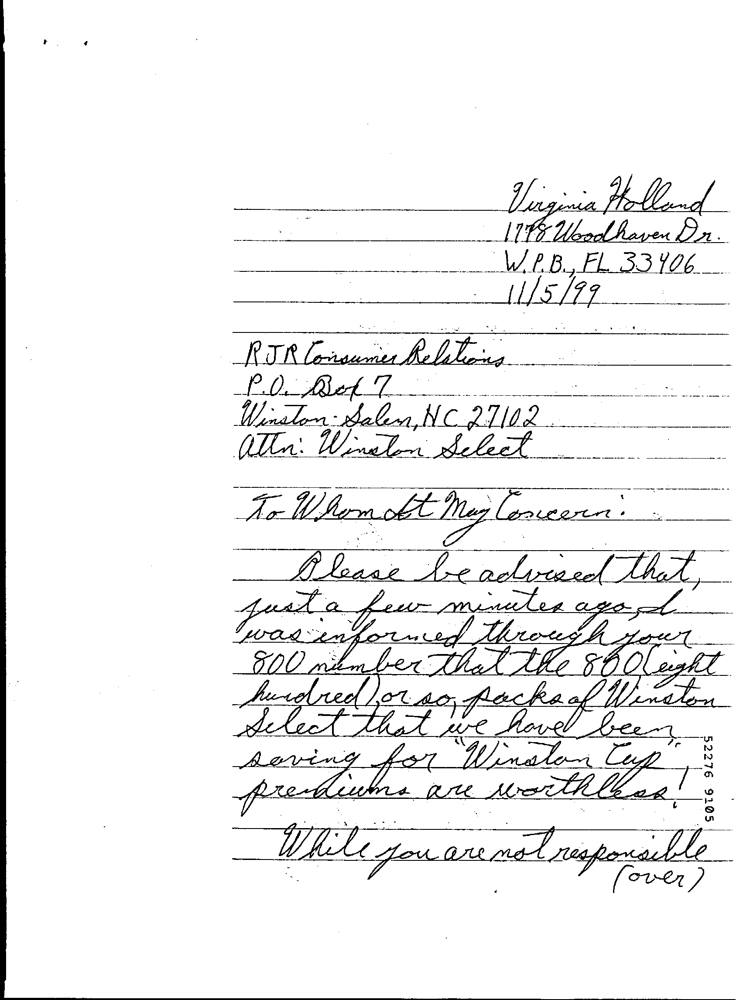 Virginia Holland
1778 Woodhaven Dr.
W.P.B., FL 33406
11/5/99
RJR Consumer Relations
P.O. Box 7
Winston-Salem, NC 27102
Attn: Winston Select
To Whom It May Concern:
Please be advised that,
just a few minutes ago, I
was informed through your
800 number that the 800 (eight
hundred), or so, packs of Winston
Select that we have been
saving for "Winston Cup"
premiums are worthless!
52276 9105
While you are not responsible
(over)